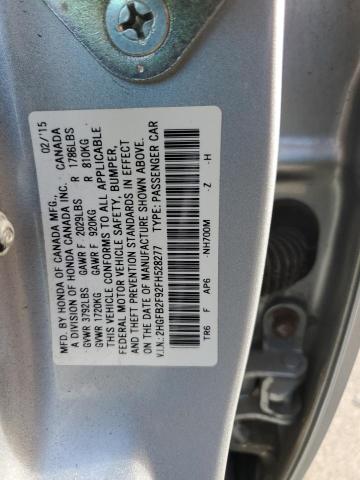 MFD. BY HONDA OF CANADA MFG., 02/'15
A DIVISION OF HONDA CANADA INC. CANADA
GVWR 3792LBS GAWR F 2029LBS R 1786LBS
GVWR 1720KG GAWR F 920KG R 810KG
THIS VEHICLE CONFORMS TO ALL APPLICABLE
FEDERAL MOTOR VEHICLE SAFETY, BUMPER,
AND THEFT PREVENTION STANDARDS IN EFFECT
ON THE DATE OF MANUFACTURE SHOWN ABOVE.
V.I.N.: 2HGFB2F92FH528277 TYPE: PASSENGER CAR
TR6 F AP6 -NH700M -Z -H